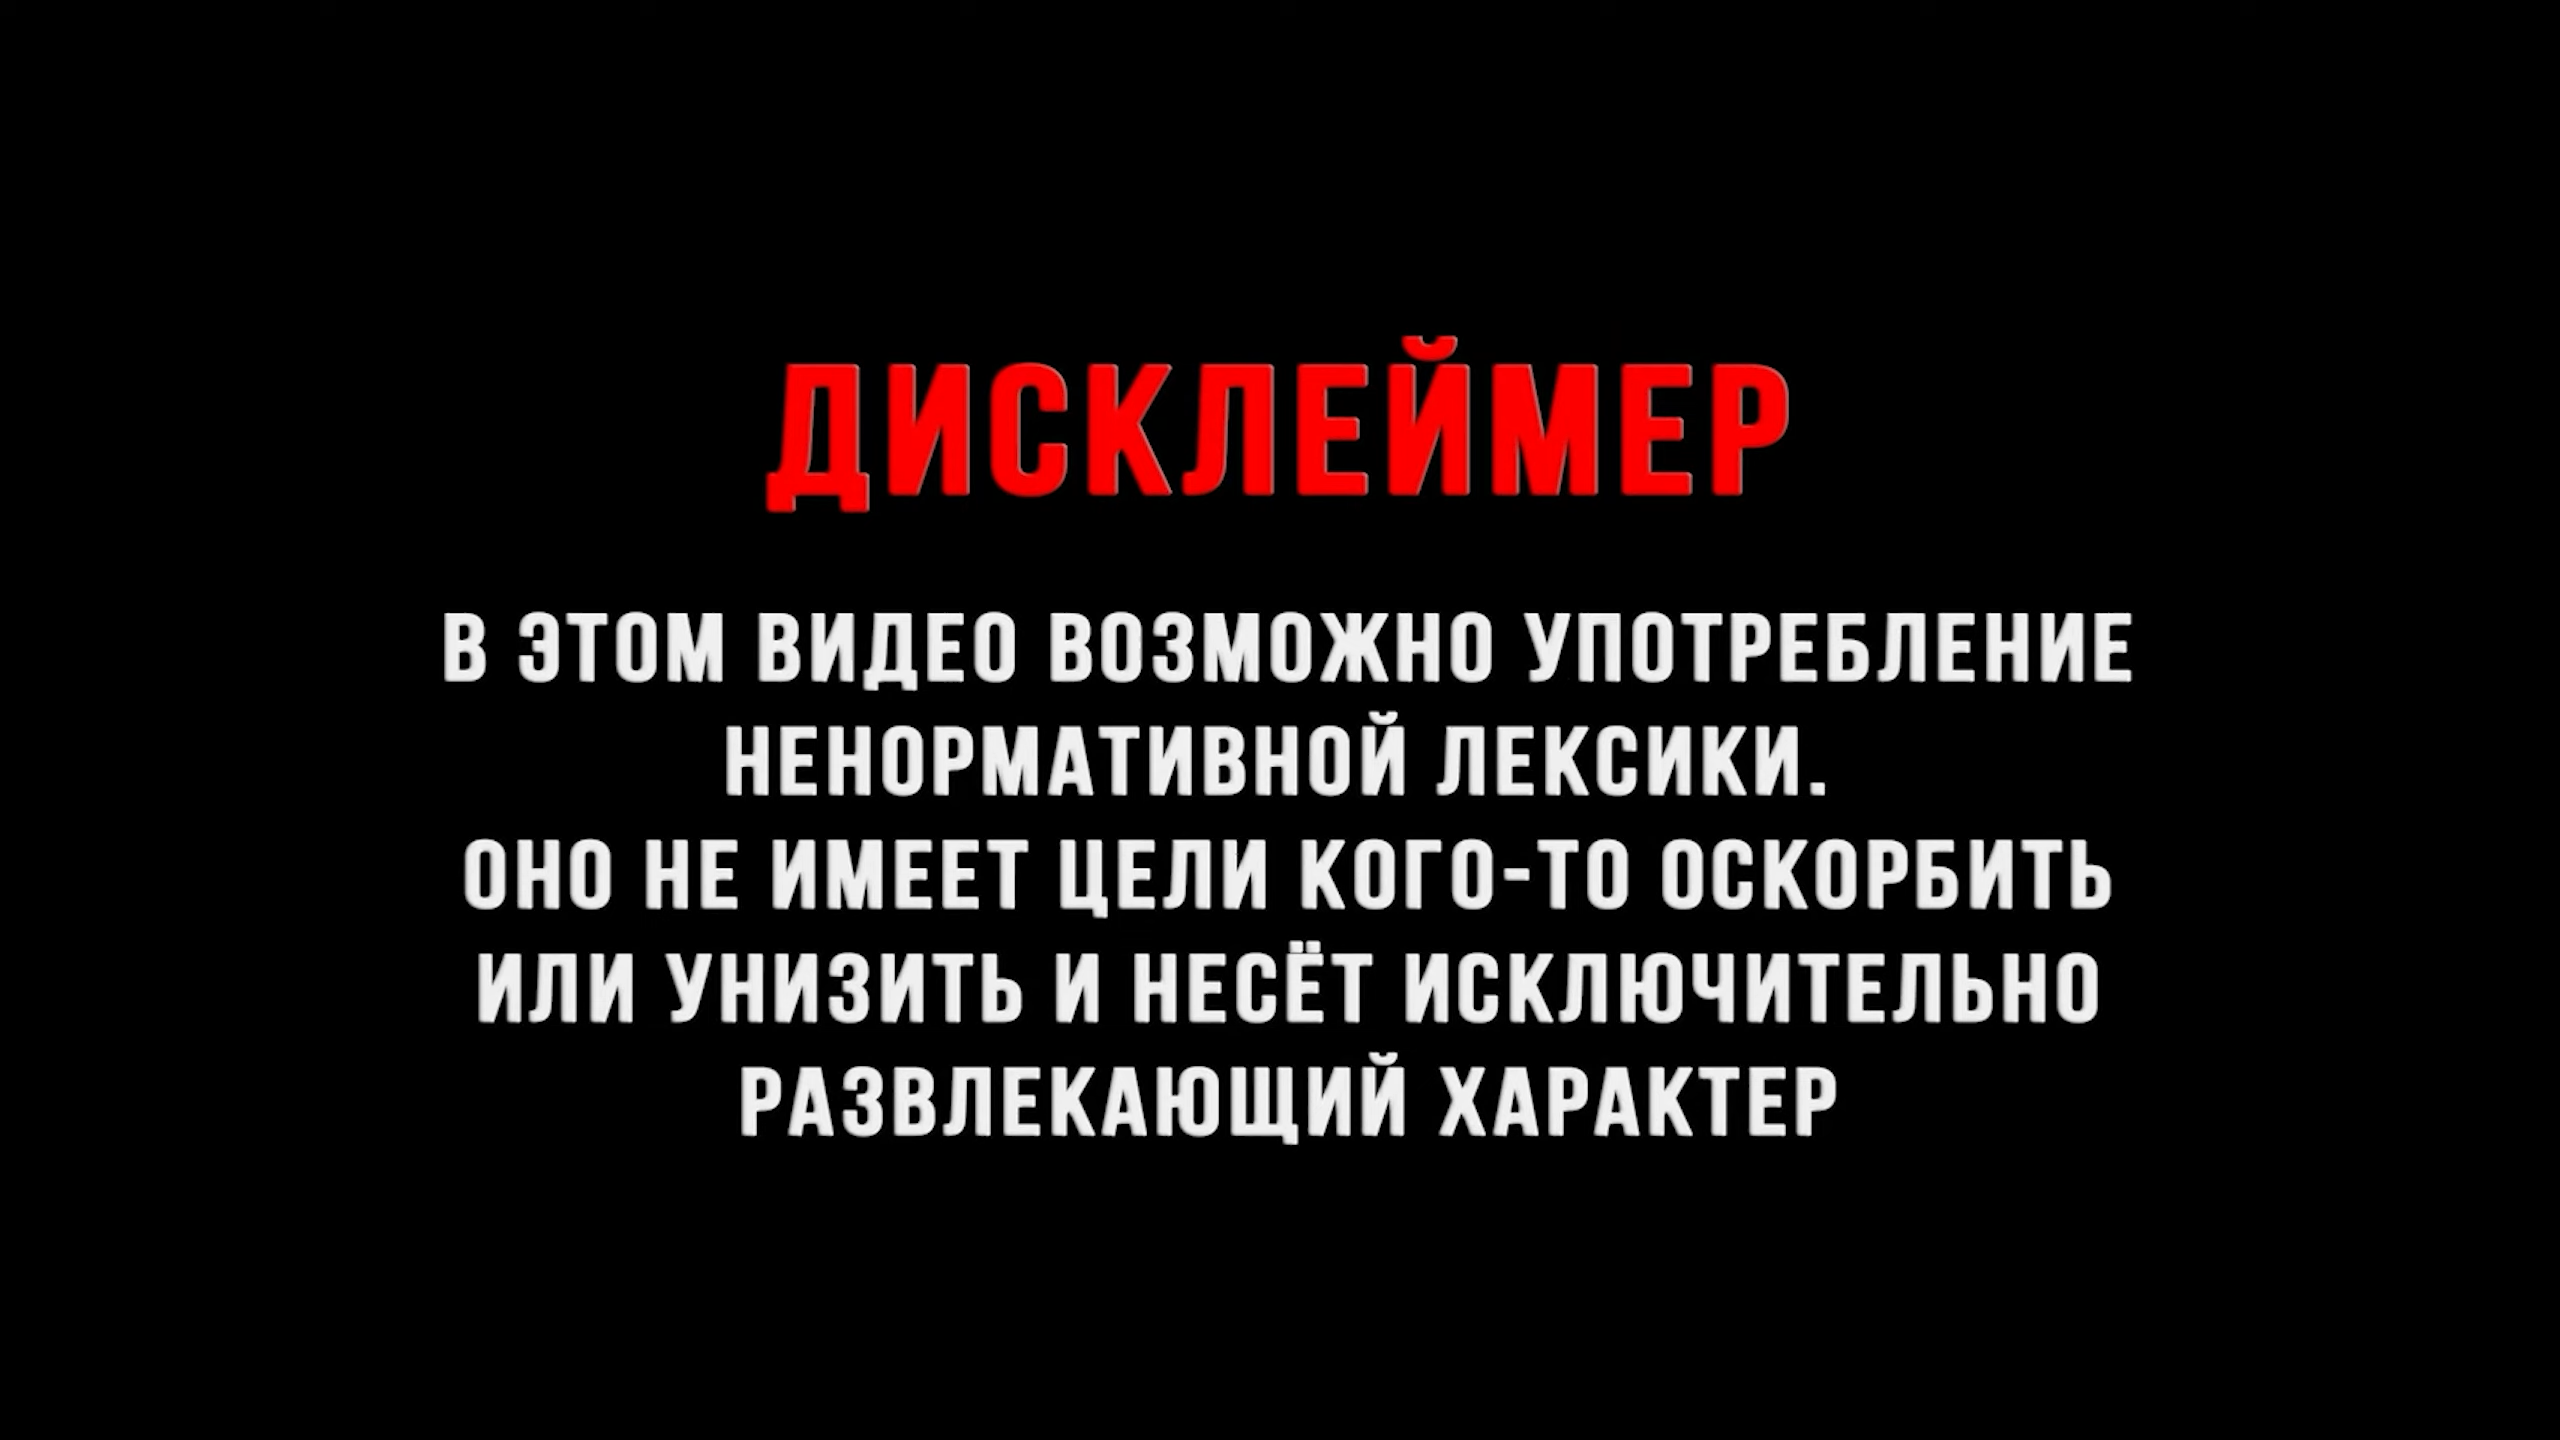 ДИСКЛЕЙМЕР
В ЭТОМ ВИДЕО ВОЗМОЖНО УПОТРЕБЛЕНИЕ
НЕНОРМАТИВНОЙ ЛЕКСИКИ.
ОНО НЕ ИМЕЕТ ЦЕЛИ КОГО-ТО ОСКОРБИТЬ
ИЛИ УНИЗИТЬ И НЕСЁТ ИСКЛЮЧИТЕЛЬНО
РАЗВЛЕКАЮЩИЙ ХАРАКТЕР